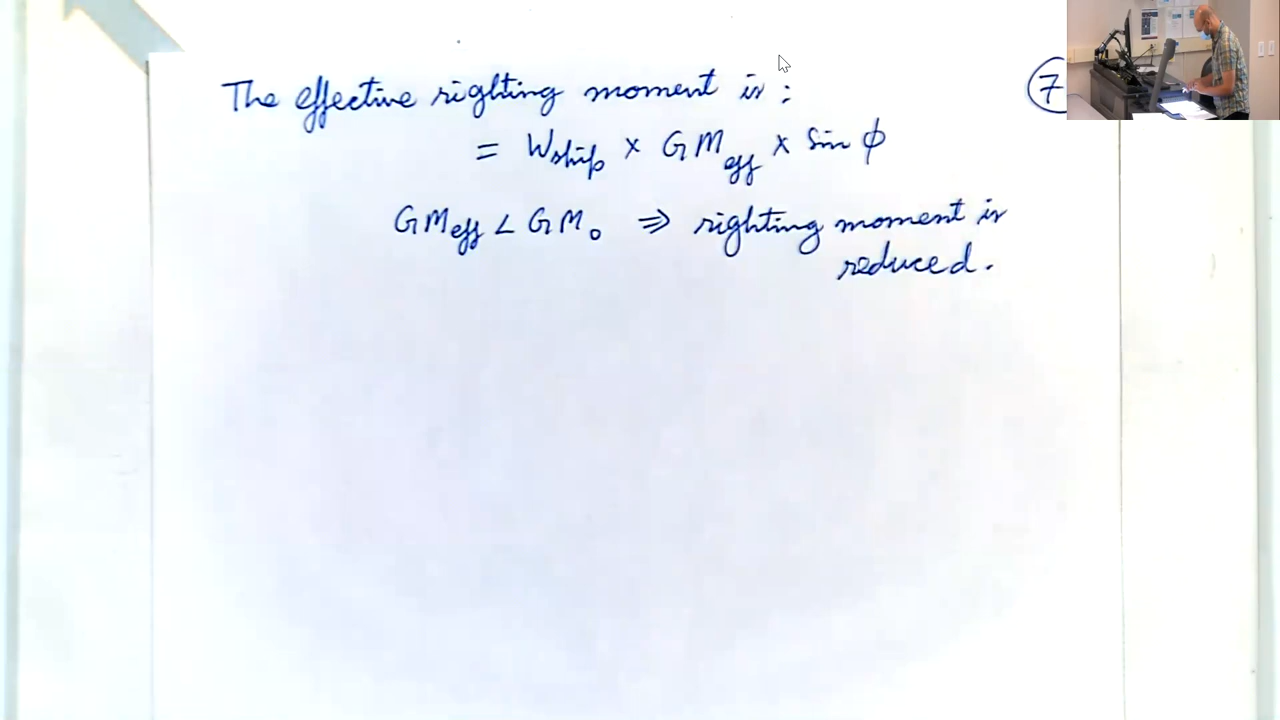 The effective righting moment is :
7
= Wship × GMeff × Sin ϕ
GMeff < GM0 ⇒ righting moment is
reduced.